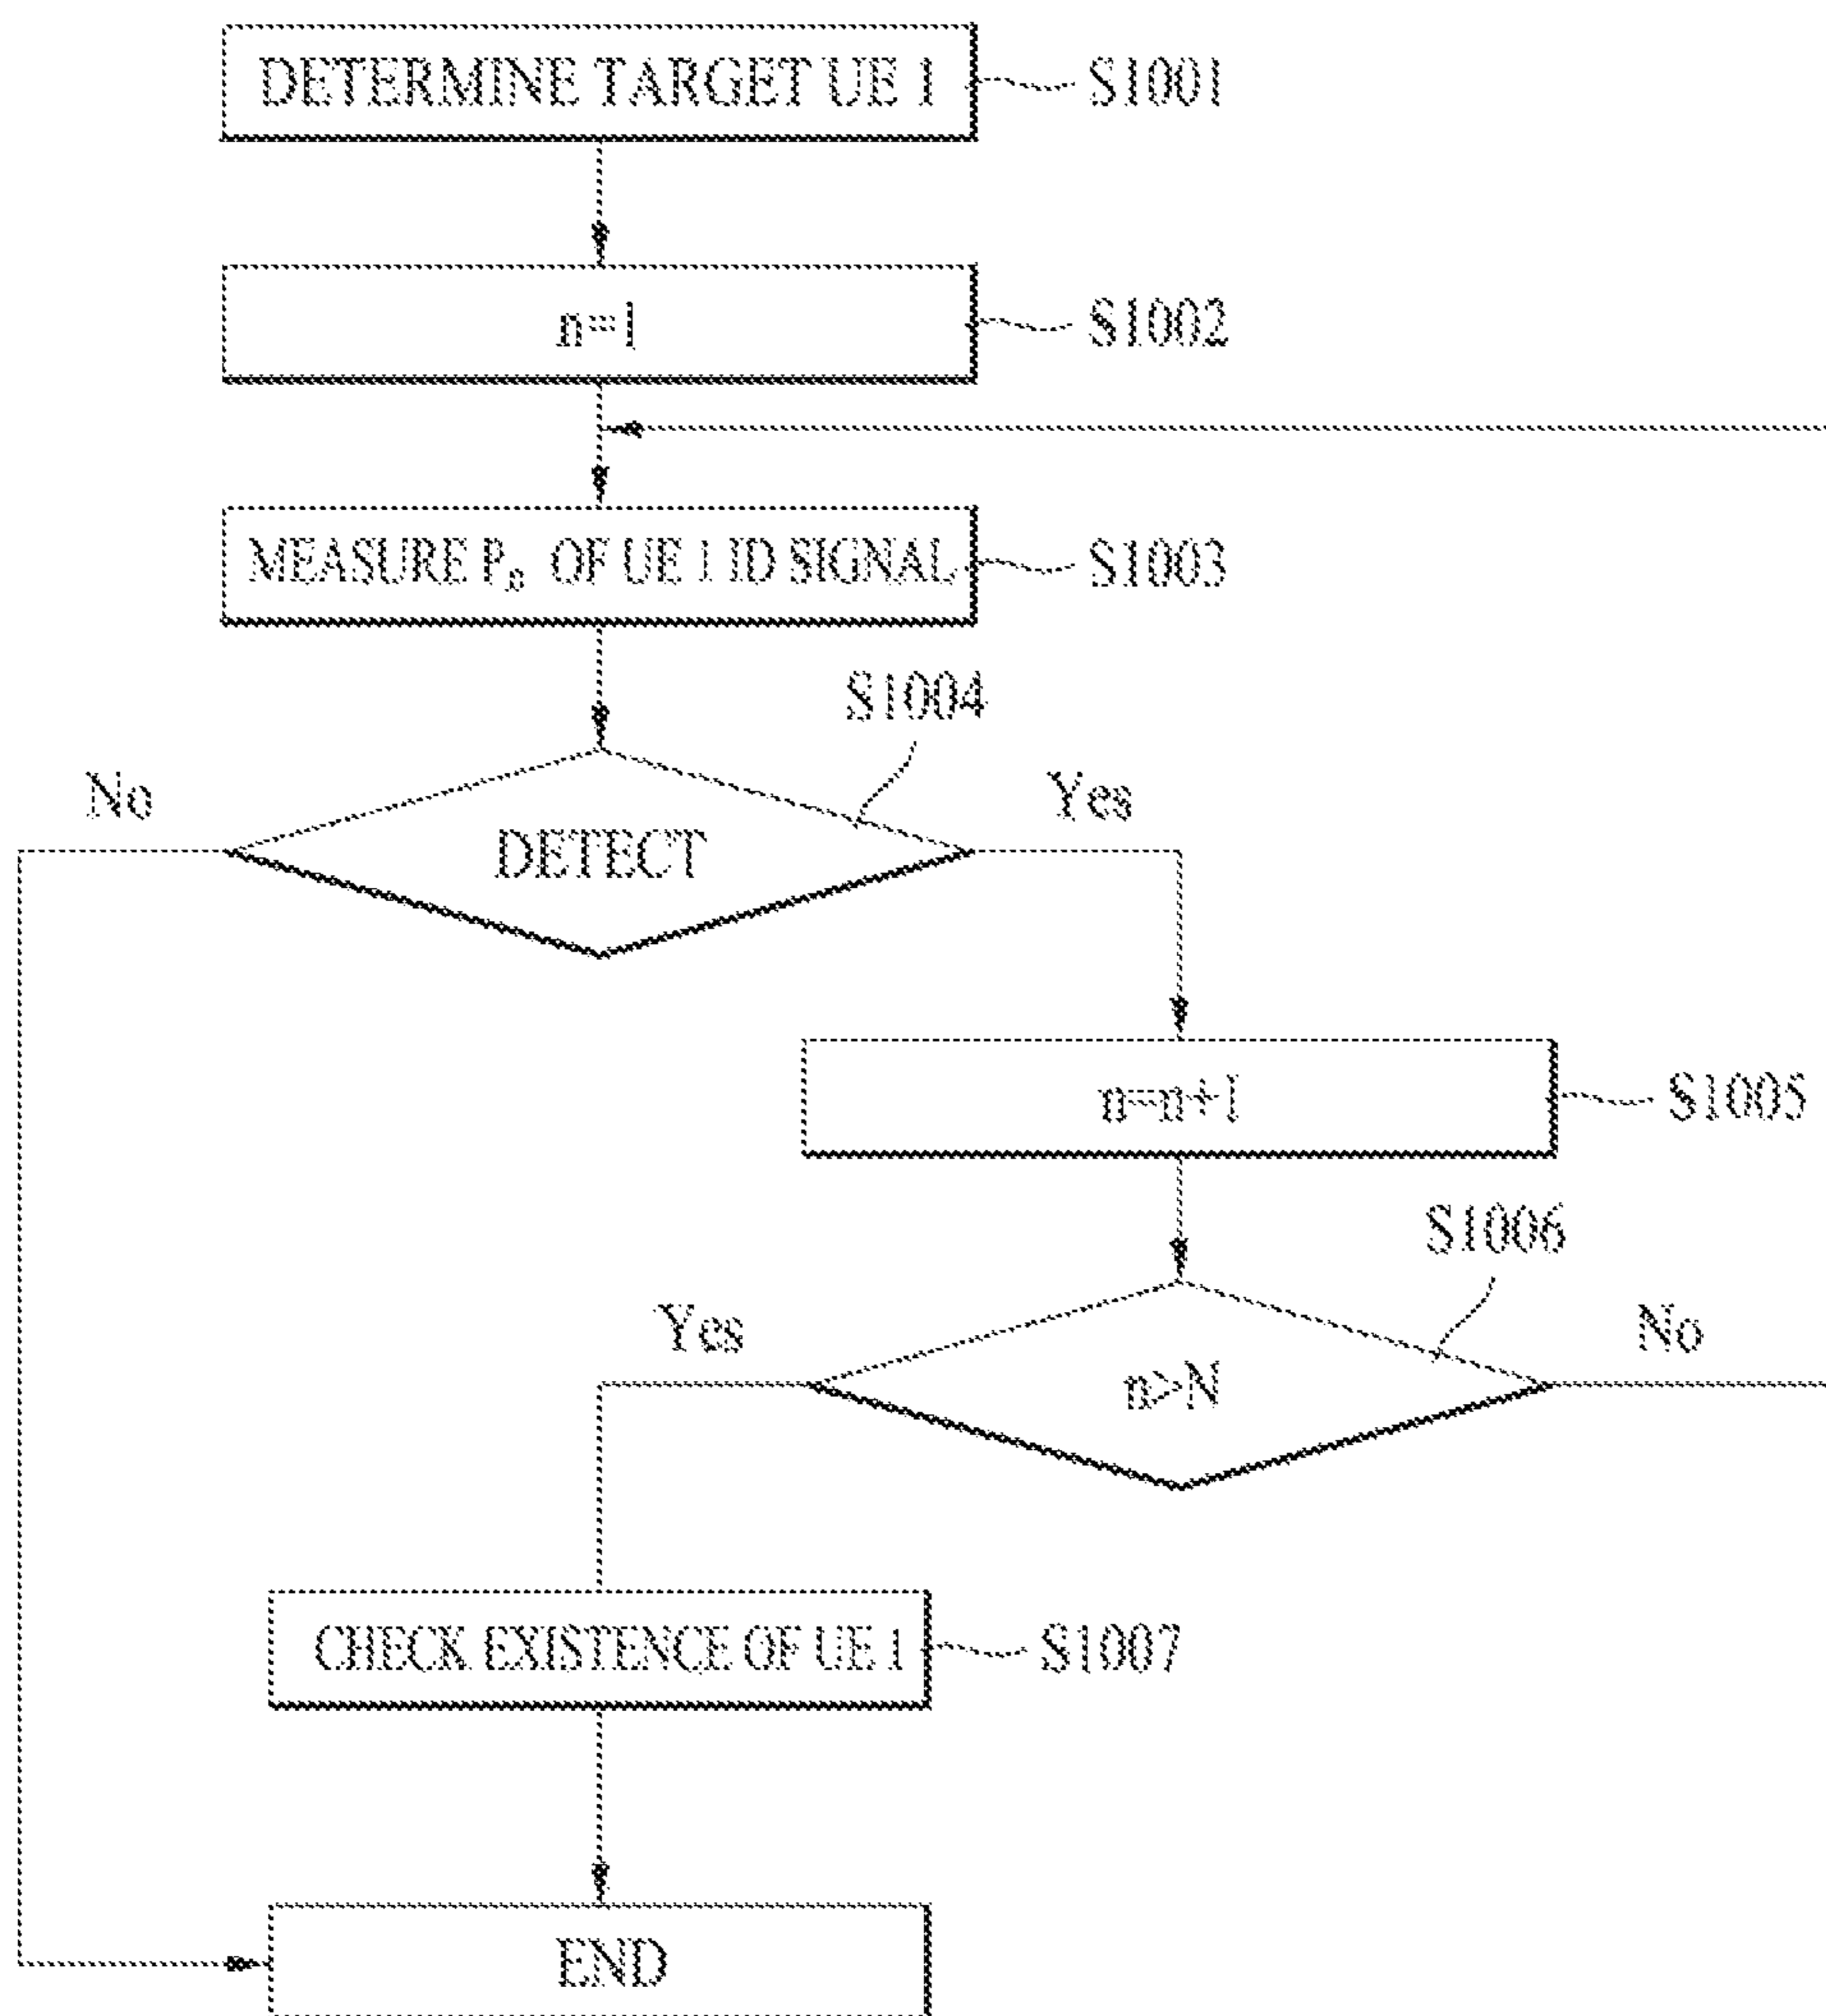 DETERMINE TARGET UE 1 S1001
n=1 S1002
MEASURE Pn OF UE 1 ID SIGNAL S1003
S1004
No
Yes
DETECT
n=n+1 S1005
S1006
Yes
No
n>N
CHECK EXISTENCE OF UE 1 S1007
END